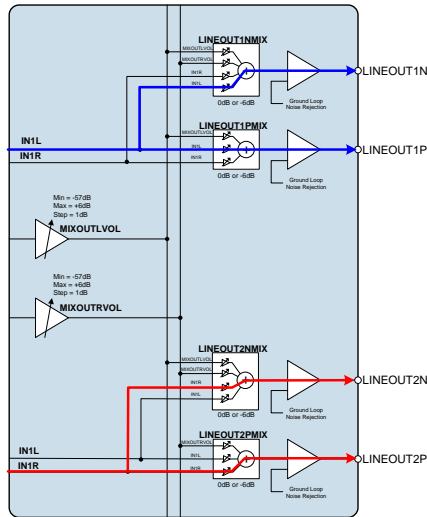 LINEOUT1NMIX
MIXOUTLVOL
MIXOUTRVOL
IN1R
IN1L
LINEOUT1N
0dB or -6dB
Ground Loop
Noise Rejection
LINEOUT1PMIX
MIXOUTLVOL
IN1L
IN1R
LINEOUT1P
0dB or -6dB
Ground Loop
Noise Rejection
IN1L
IN1R
Min = -57dB
Max = +6dB
Step = 1dB
MIXOUTLVOL
Min = -57dB
Max = +6dB
Step = 1dB
MIXOUTRVOL
LINEOUT2NMIX
MIXOUTLVOL
MIXOUTRVOL
IN1R
IN1L
LINEOUT2N
0dB or -6dB
Ground Loop
Noise Rejection
LINEOUT2PMIX
MIXOUTRVOL
IN1L
IN1R
LINEOUT2P
0dB or -6dB
Ground Loop
Noise Rejection
IN1L
IN1R